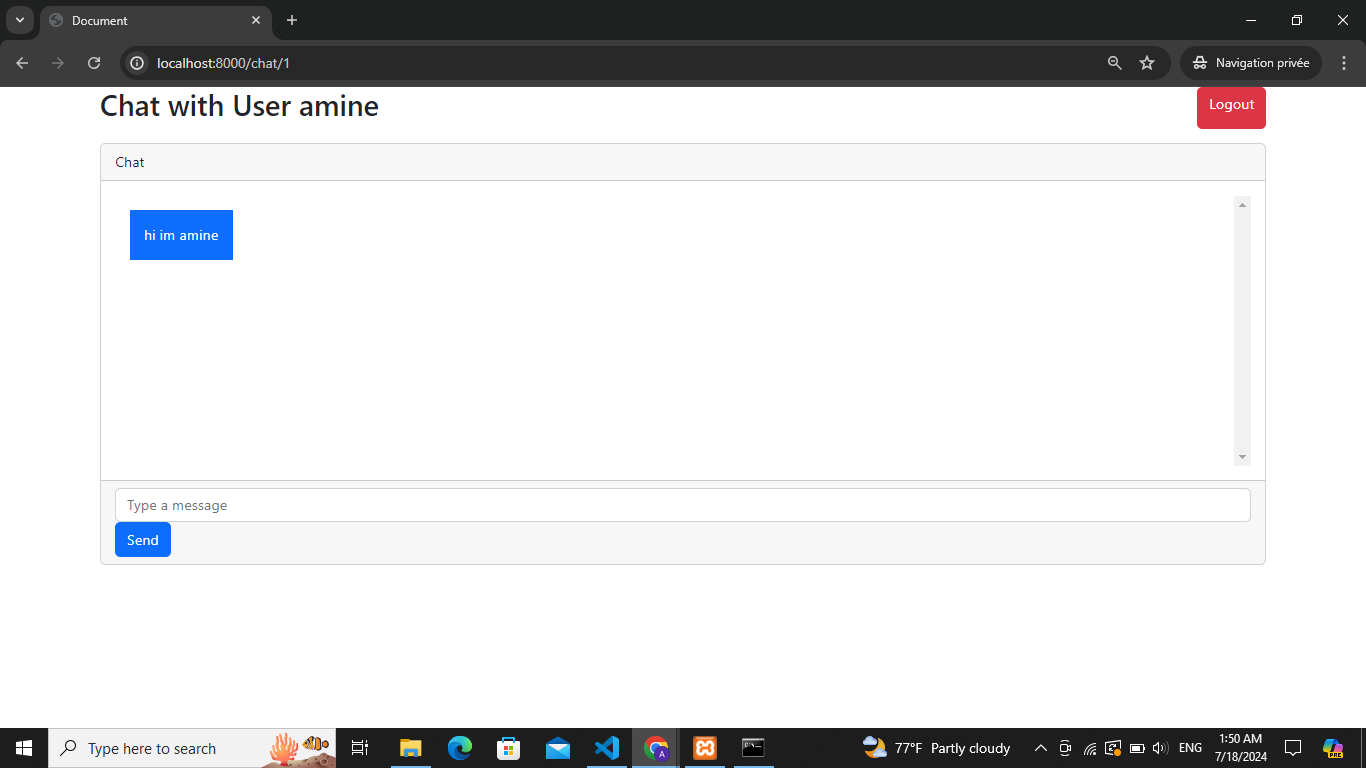 Document
localhost:8000/chat/1
Navigation privée
Chat with User amine
Logout
Chat
hi im amine
Type a message
Send
Type here to search
A
77°F Partly cloudy
ENG
1:50 AM
7/18/2024
PRE